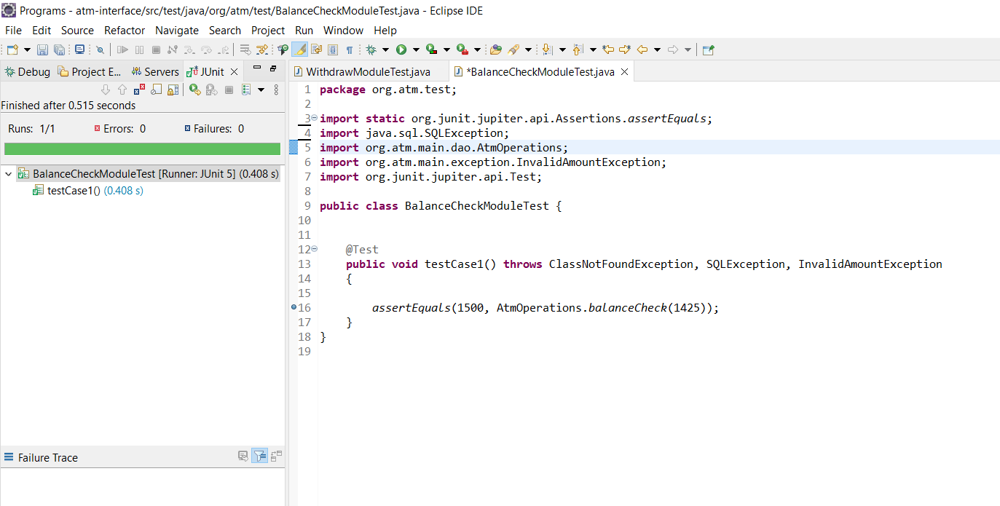 Programs - atm-interface/src/test/java/org/atm/test/BalanceCheckModuleTest.java - Eclipse IDE
File Edit Source Refactor Navigate Search Project Run Window Help
Debug Project E... Servers JUnit
Finished after 0.515 seconds
Runs: 1/1 Errors: 0 Failures: 0
BalanceCheckModuleTest [Runner: JUnit 5] (0.408 s)
testCase1() (0.408 s)
Failure Trace
WithdrawModuleTest.java *BalanceCheckModuleTest.java
1 package org.atm.test;
2
3 import static org.junit.jupiter.api.Assertions.assertEquals;
4 import java.sql.SQLException;
5 import org.atm.main.dao.AtmOperations;
6 import org.atm.main.exception.InvalidAmountException;
7 import org.junit.jupiter.api.Test;
8
9 public class BalanceCheckModuleTest {
10
11
12 @Test
13 public void testCase1() throws ClassNotFoundException, SQLException, InvalidAmountException
14 {
15
16 assertEquals(1500, AtmOperations.balanceCheck(1425));
17 }
18 }
19